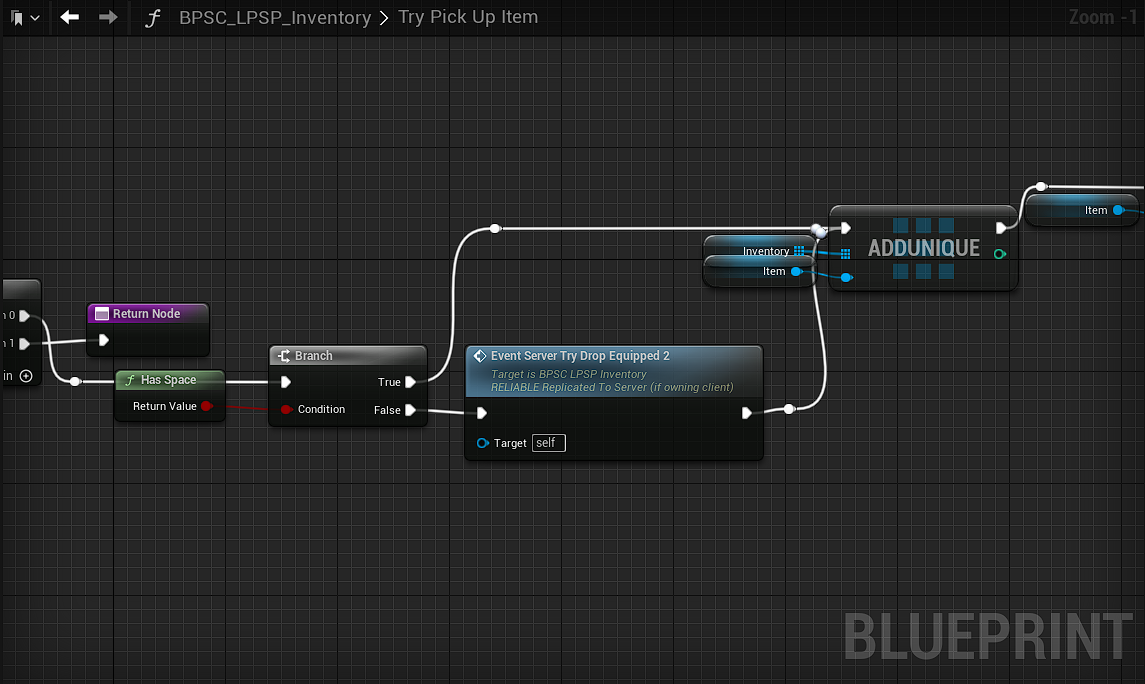 BPSC_LPSP_Inventory > Try Pick Up Item
Zoom -1
Item
Inventory
ADDUNIQUE
Item
n 0
Return Node
n 1
in
Has Space
Return Value
Branch
True
Condition
False
Event Server Try Drop Equipped 2
Target is BPSC LPSP Inventory
RELIABLE Replicated To Server (if owning client)
Target
self
BLUEPRINT